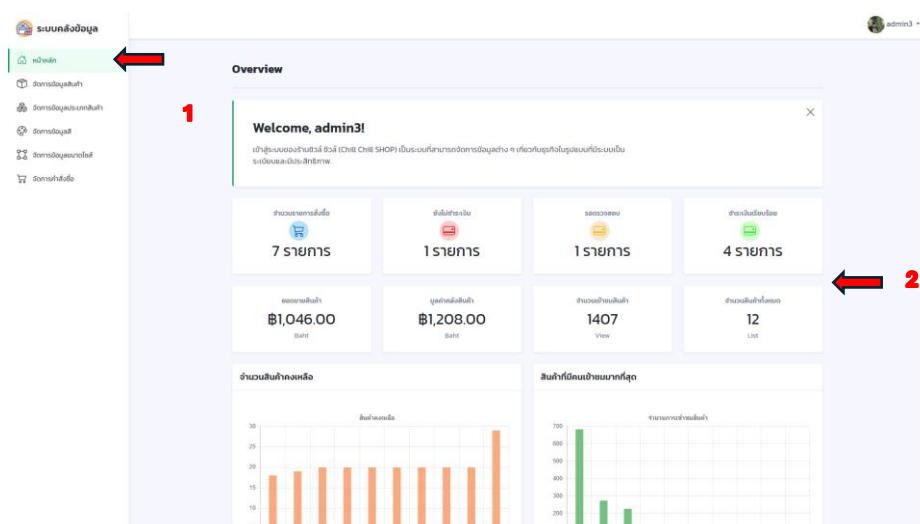 ระบบคลังข้อมูล
admin3
หน้าหลัก
จัดการข้อมูลสินค้า
จัดการข้อมูลประเภทสินค้า
จัดการข้อมูลสี
จัดการข้อมูลขนาดไซส์
จัดการคำสั่งซื้อ
1
Overview
Welcome, admin3!
เข้าสู่ระบบของร้านชิวล์ ชิวล์ (Chill Chill SHOP) เป็นระบบที่สามารถจัดการข้อมูลต่าง ๆ เกี่ยวกับธุรกิจในรูปแบบที่มีระบบเป็น
ระเบียบและมีประสิทธิภาพ
จำนวนรายการสั่งซื้อ
7 รายการ
ยังไม่ชำระเงิน
1 รายการ
รอตรวจสอบ
1 รายการ
ชำระเงินเรียบร้อย
4 รายการ
2
ยอดขายสินค้า
฿1,046.00
Baht
มูลค่าคลังสินค้า
฿1,208.00
Baht
จำนวนเข้าชมสินค้า
1407
View
จำนวนสินค้าทั้งหมด
12
List
จำนวนสินค้าคงเหลือ
สินค้าคงเหลือ
30
25
20
15
10
สินค้าที่มีคนเข้าชมมากที่สุด
จำนวนการเข้าชมสินค้า
700
600
500
400
300
200